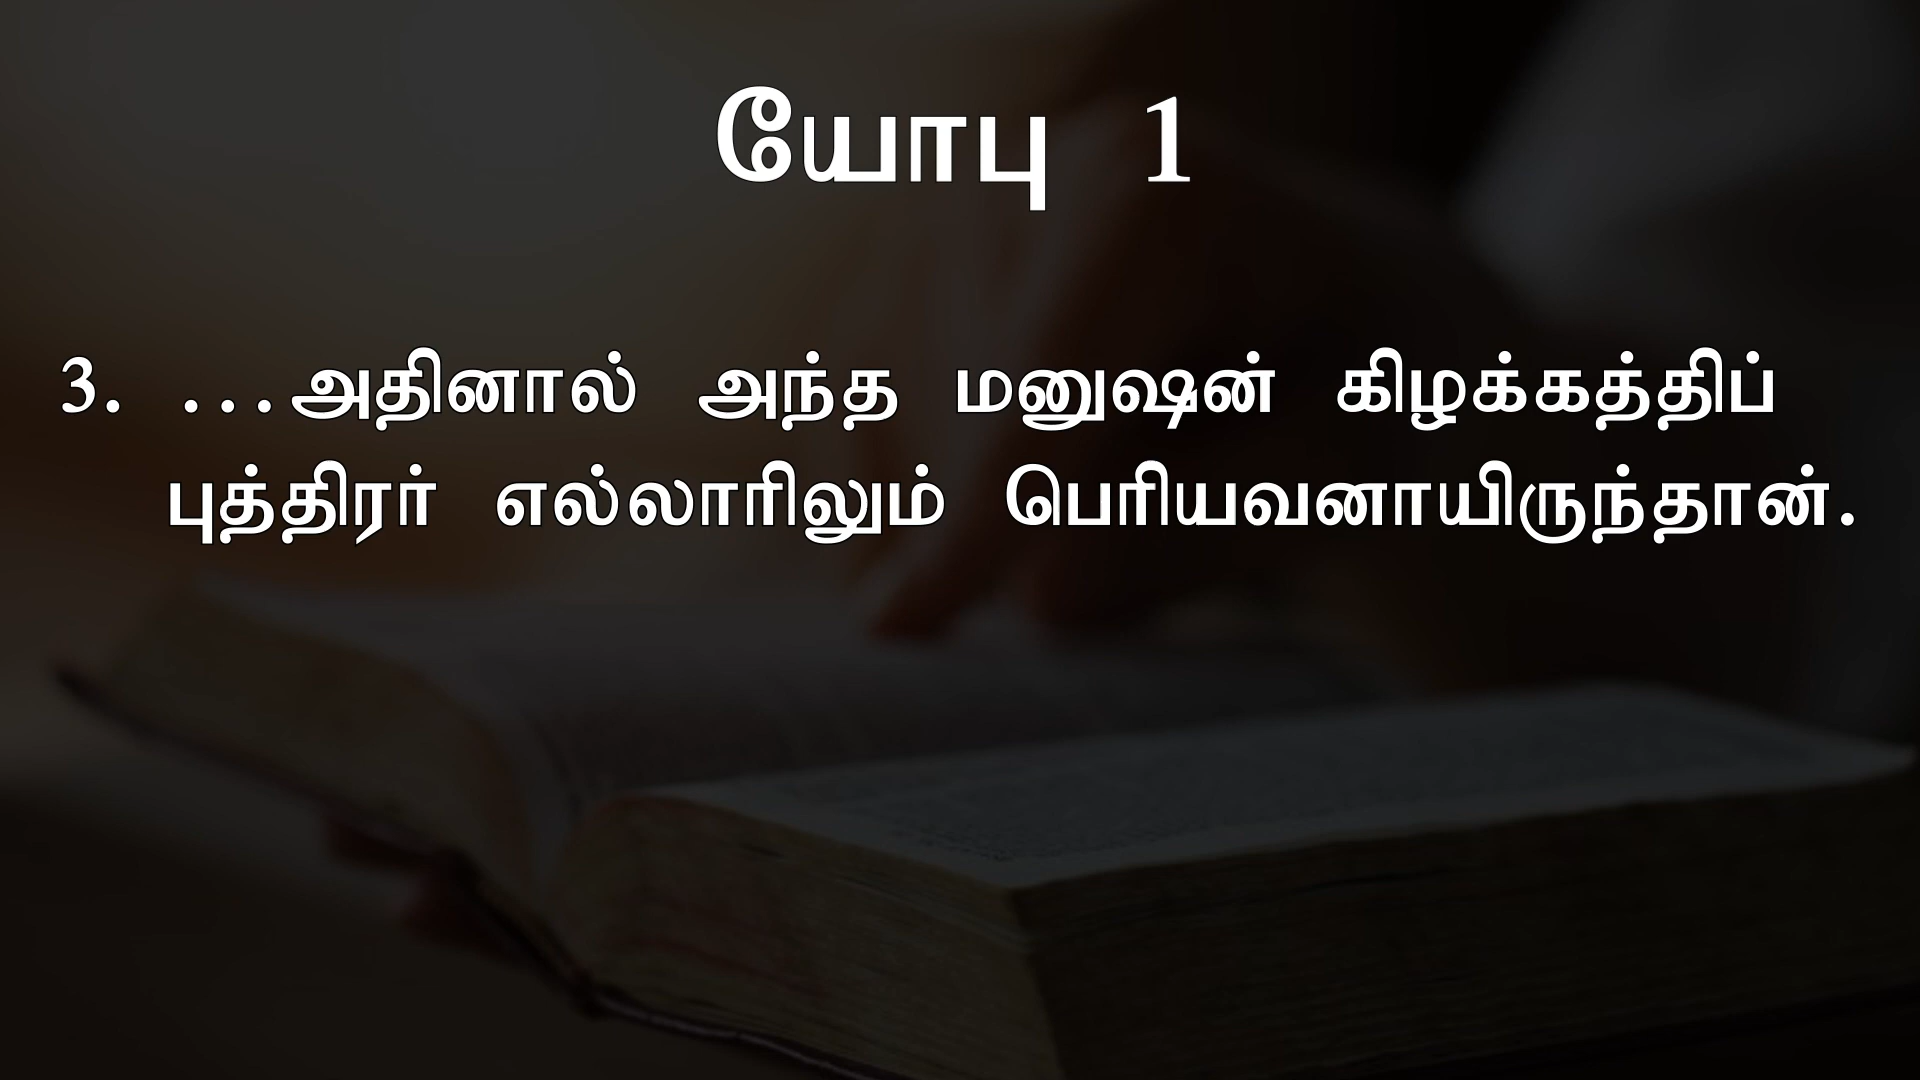 யோபு 1
3. ...அதினால் அந்த மனுஷன் கிழக்கத்திப்
புத்திரர் எல்லாரிலும் பெரியவனாயிருந்தான்.